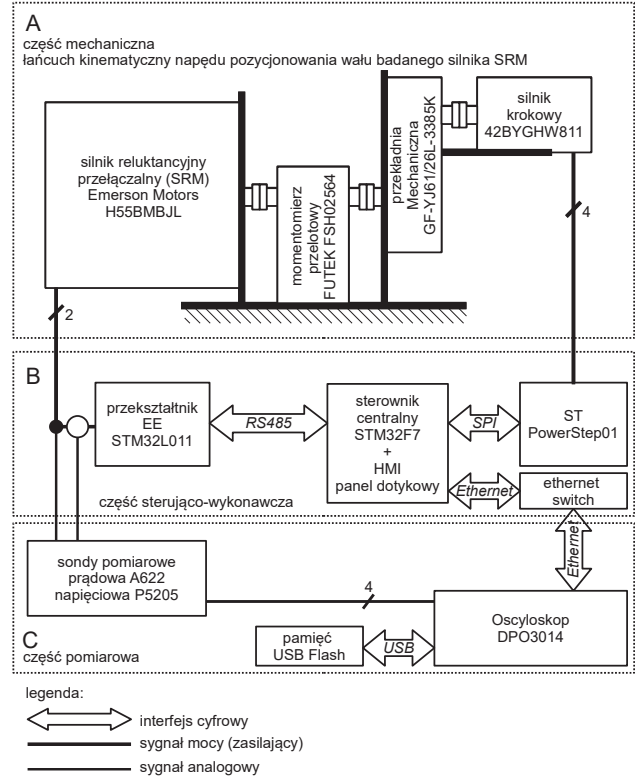 A
część mechaniczna
łańcuch kinematyczny napędu pozycjonowania wału badanego silnika SRM
silnik reluktancyjny
przełączalny (SRM)
Emerson Motors
H55BMBJL
momentomierz
przelotowy
FUTEK FSH02564
przekładnia
Mechaniczna
GF-YJ61/26L-3385K
silnik
krokowy
42BYGHW811
4
2
B
przekształtnik
EE
STM32L011
RS485
sterownik
centralny
STM32F7
+
HMI
panel dotykowy
SPI
ST
PowerStep01
Ethernet
ethernet
switch
część sterująco-wykonawcza
Ethernet
sondy pomiarowe
prądowa A622
napięciowa P5205
4
Oscyloskop
DPO3014
pamięć
USB Flash
USB
C
część pomiarowa
legenda:
interfejs cyfrowy
sygnał mocy (zasilający)
sygnał analogowy